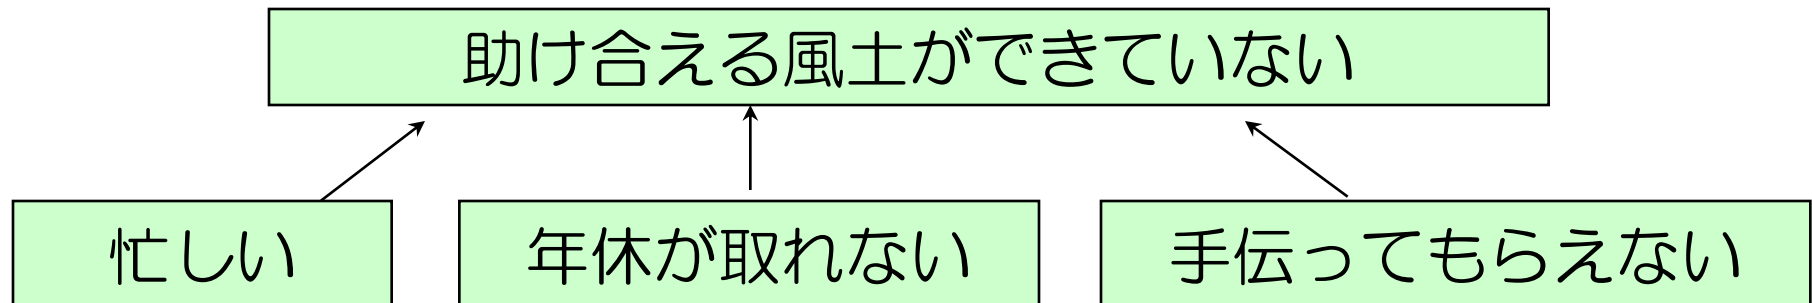 助け合える風土ができていない
忙しい
年休が取れない
手伝ってもらえない